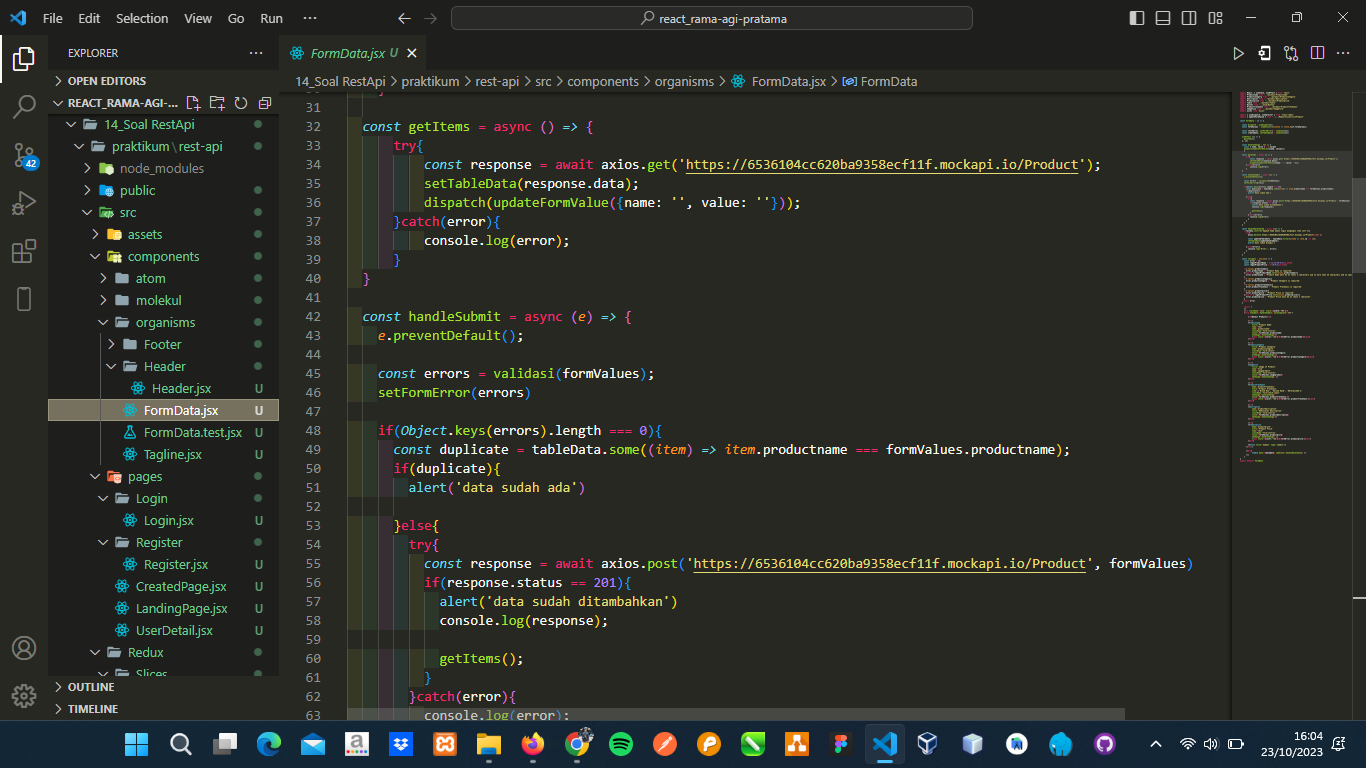 File Edit Selection View Go Run ··· react_rama-agi-pratama
EXPLORER ···
OPEN EDITORS
REACT_RAMA-AGI-...
14_Soal RestApi
praktikum \ rest-api
node_modules
public
src
assets
components
atom
molekul
organisms
Footer
Header
Header.jsx U
FormData.jsx U
FormData.test.jsx U
Tagline.jsx U
pages
Login
Login.jsx U
Register
Register.jsx U
CreatedPage.jsx U
LandingPage.jsx U
UserDetail.jsx U
Redux
Slices
OUTLINE
TIMELINE
42
FormData.jsx U
14_Soal RestApi > praktikum > rest-api > src > components > organisms > FormData.jsx > FormData
31
32 const getItems = async () => {
33 try{
34 const response = await axios.get('https://6536104cc620ba9358ecf11f.mockapi.io/Product');
35 setTableData(response.data);
36 dispatch(updateFormValue({name: '', value: ''}));
37 }catch(error){
38 console.log(error);
39 }
40 }
41
42 const handleSubmit = async (e) => {
43 e.preventDefault();
44
45 const errors = validasi(formValues);
46 setFormError(errors)
47
48 if(Object.keys(errors).length === 0){
49 const duplicate = tableData.some((item) => item.productname === formValues.productname);
50 if(duplicate){
51 alert('data sudah ada')
52
53 }else{
54 try{
55 const response = await axios.post('https://6536104cc620ba9358ecf11f.mockapi.io/Product', formValues)
56 if(response.status == 201){
57 alert('data sudah ditambahkan')
58 console.log(response);
59
60 getItems();
61 }
62 }catch(error){
63 console.log(error);
16:04
23/10/2023